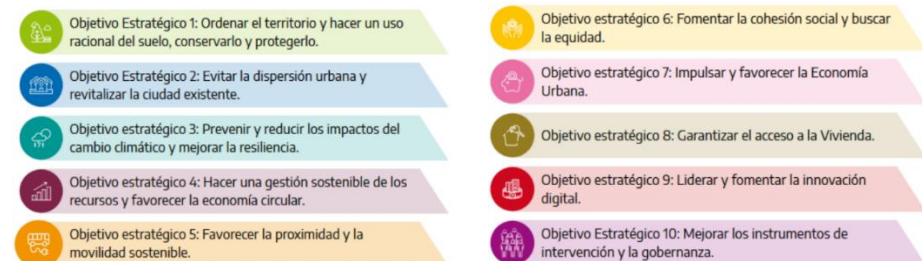 Objetivo Estratégico 1: Ordenar el territorio y hacer un uso
racional del suelo, conservarlo y protegerlo.
Objetivo Estratégico 2: Evitar la dispersión urbana y
revitalizar la ciudad existente.
Objetivo estratégico 3: Prevenir y reducir los impactos del
cambio climático y mejorar la resiliencia.
Objetivo estratégico 4: Hacer una gestión sostenible de los
recursos y favorecer la economía circular.
Objetivo estratégico 5: Favorecer la proximidad y la
movilidad sostenible.
Objetivo estratégico 6: Fomentar la cohesión social y buscar
la equidad.
Objetivo estratégico 7: Impulsar y favorecer la Economía
Urbana.
Objetivo estratégico 8: Garantizar el acceso a la Vivienda.
Objetivo estratégico 9: Liderar y fomentar la innovación
digital.
Objetivo Estratégico 10: Mejorar los instrumentos de
intervención y la gobernanza.